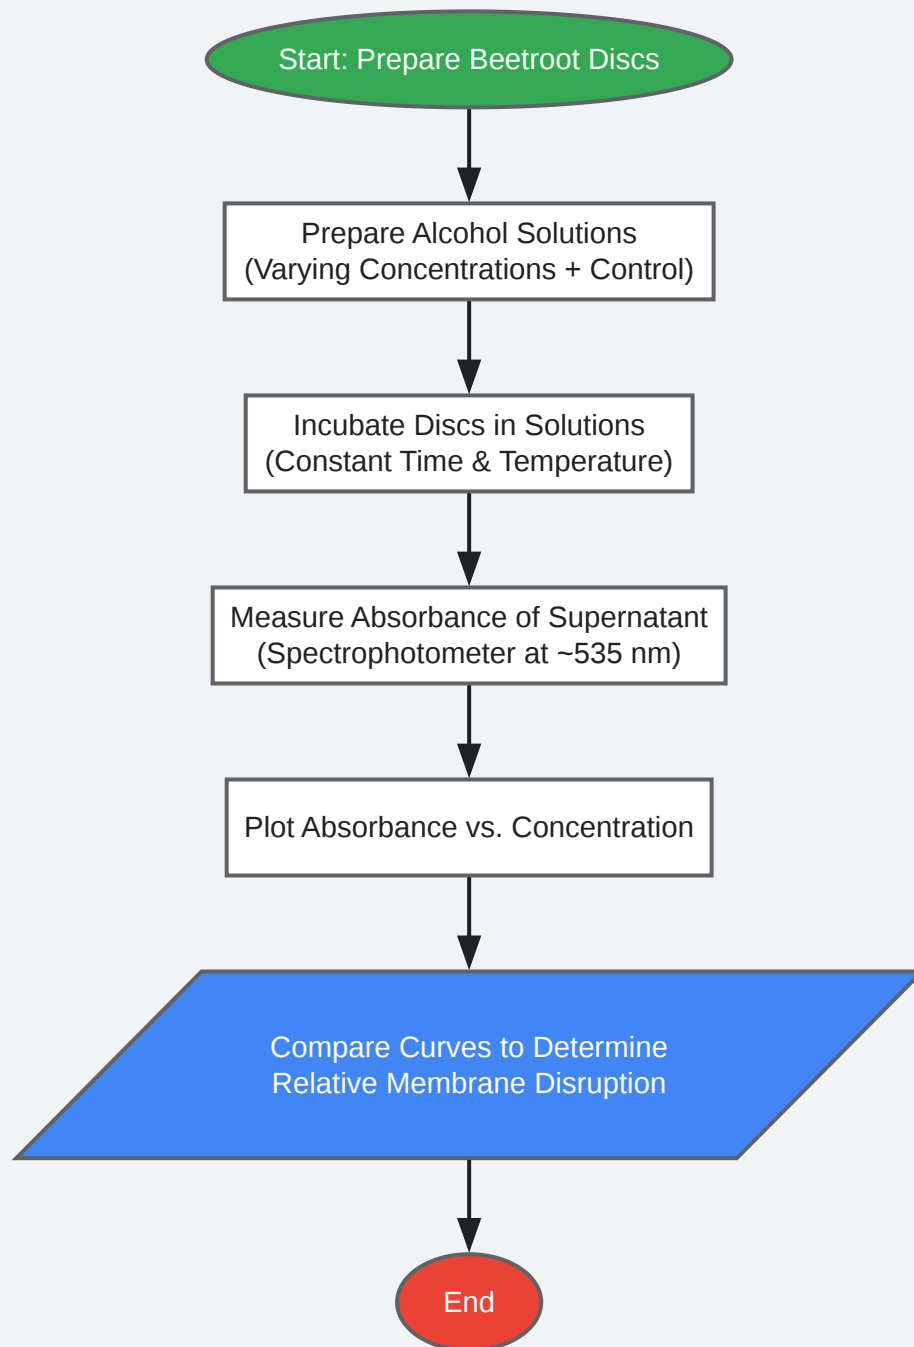 Start: Prepare Beetroot Discs
Prepare Alcohol Solutions
(Varying Concentrations + Control)
Incubate Discs in Solutions
(Constant Time & Temperature)
Measure Absorbance of Supernatant
(Spectrophotometer at ~535 nm)
Plot Absorbance vs. Concentration
Compare Curves to Determine
Relative Membrane Disruption
End